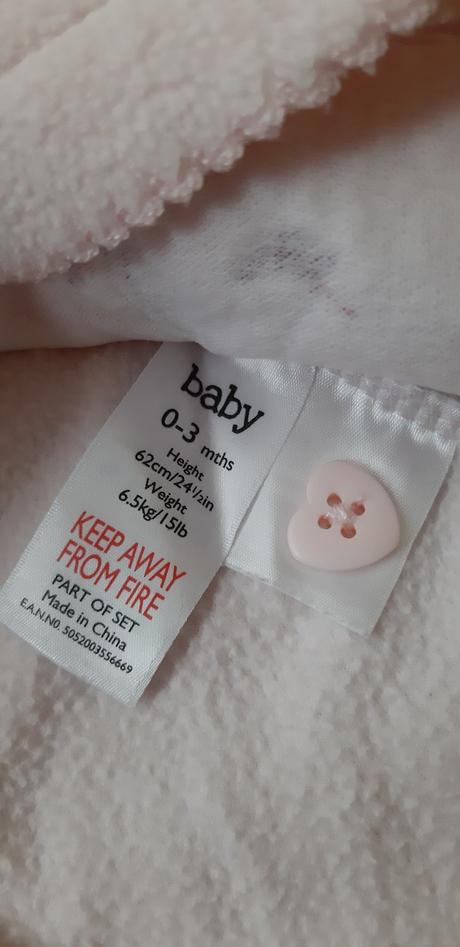 baby
0-3 mths
Height
62cm/24½in
Weight
6.5kg/15lb
KEEP AWAY
FROM FIRE
PART OF SET
Made in China
E.A.N.N0. 5052003556669